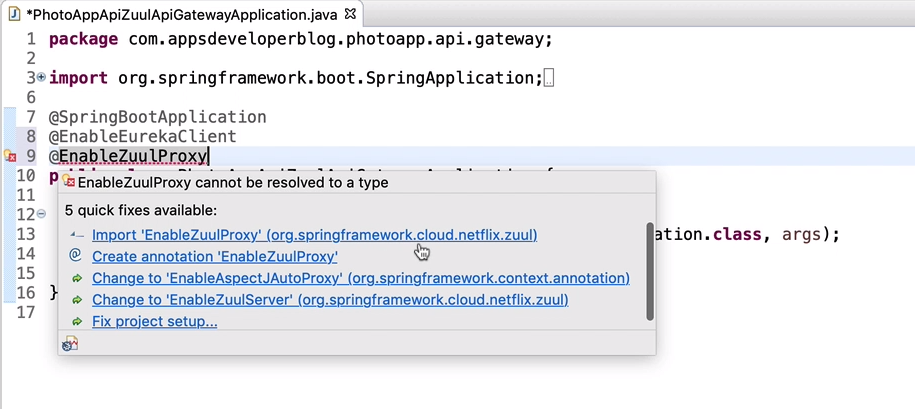 *PhotoAppApiZuulApiGatewayApplication.java
1 package com.appsdeveloperblog.photoapp.api.gateway;
2
3 import org.springframework.boot.SpringApplication;
6
7 @SpringBootApplication
8 @EnableEurekaClient
9 @EnableZuulProxy
10
EnableZuulProxy cannot be resolved to a type
11
5 quick fixes available:
12
Import 'EnableZuulProxy' (org.springframework.cloud.netflix.zuul)
13 ation.class, args);
Create annotation 'EnableZuulProxy'
14
Change to 'EnableAspectJAutoProxy' (org.springframework.context.annotation)
15
Change to 'EnableZuulServer' (org.springframework.cloud.netflix.zuul)
16 }
Fix project setup...
17